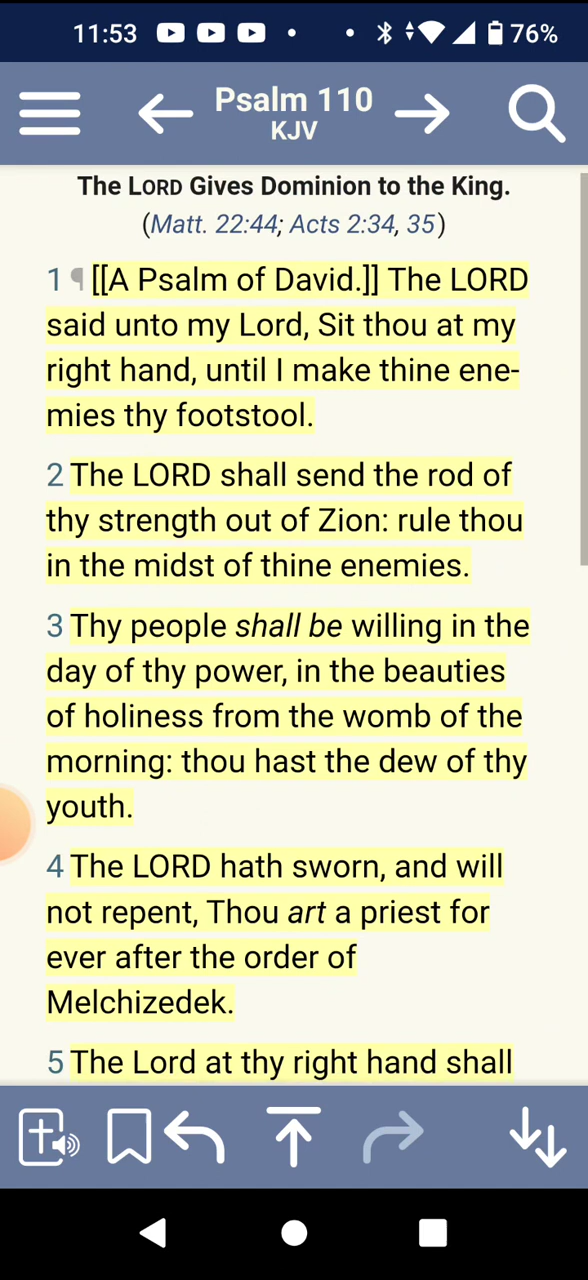 11:53
76%
Psalm 110
KJV
The LORD Gives Dominion to the King.
(Matt. 22:44; Acts 2:34, 35)
1 ¶ [[A Psalm of David.]] The LORD
said unto my Lord, Sit thou at my
right hand, until I make thine ene-
mies thy footstool.
2 The LORD shall send the rod of
thy strength out of Zion: rule thou
in the midst of thine enemies.
3 Thy people shall be willing in the
day of thy power, in the beauties
of holiness from the womb of the
morning: thou hast the dew of thy
youth.
4 The LORD hath sworn, and will
not repent, Thou art a priest for
ever after the order of
Melchizedek.
5 The Lord at thy right hand shall